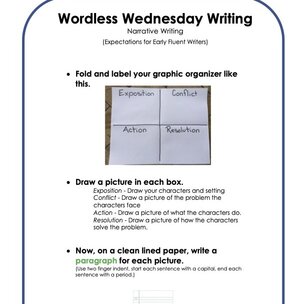 Wordless Wednesday Writing
Narrative Writing
(Expectations for Early Fluent Writers)
• Fold and label your graphic organizer like
this.
Exposition Conflict
Action Resolution
• Draw a picture in each box.
Exposition - Draw your characters and setting
Conflict - Draw a picture of the problem the
characters face
Action - Draw a picture of what the characters do.
Resolution - Draw a picture of how the characters
solve the problem.
• Now, on a clean lined paper, write a
paragraph for each picture.
(Use two finger indent, start each sentence with a capital, end each
sentence with a period.)